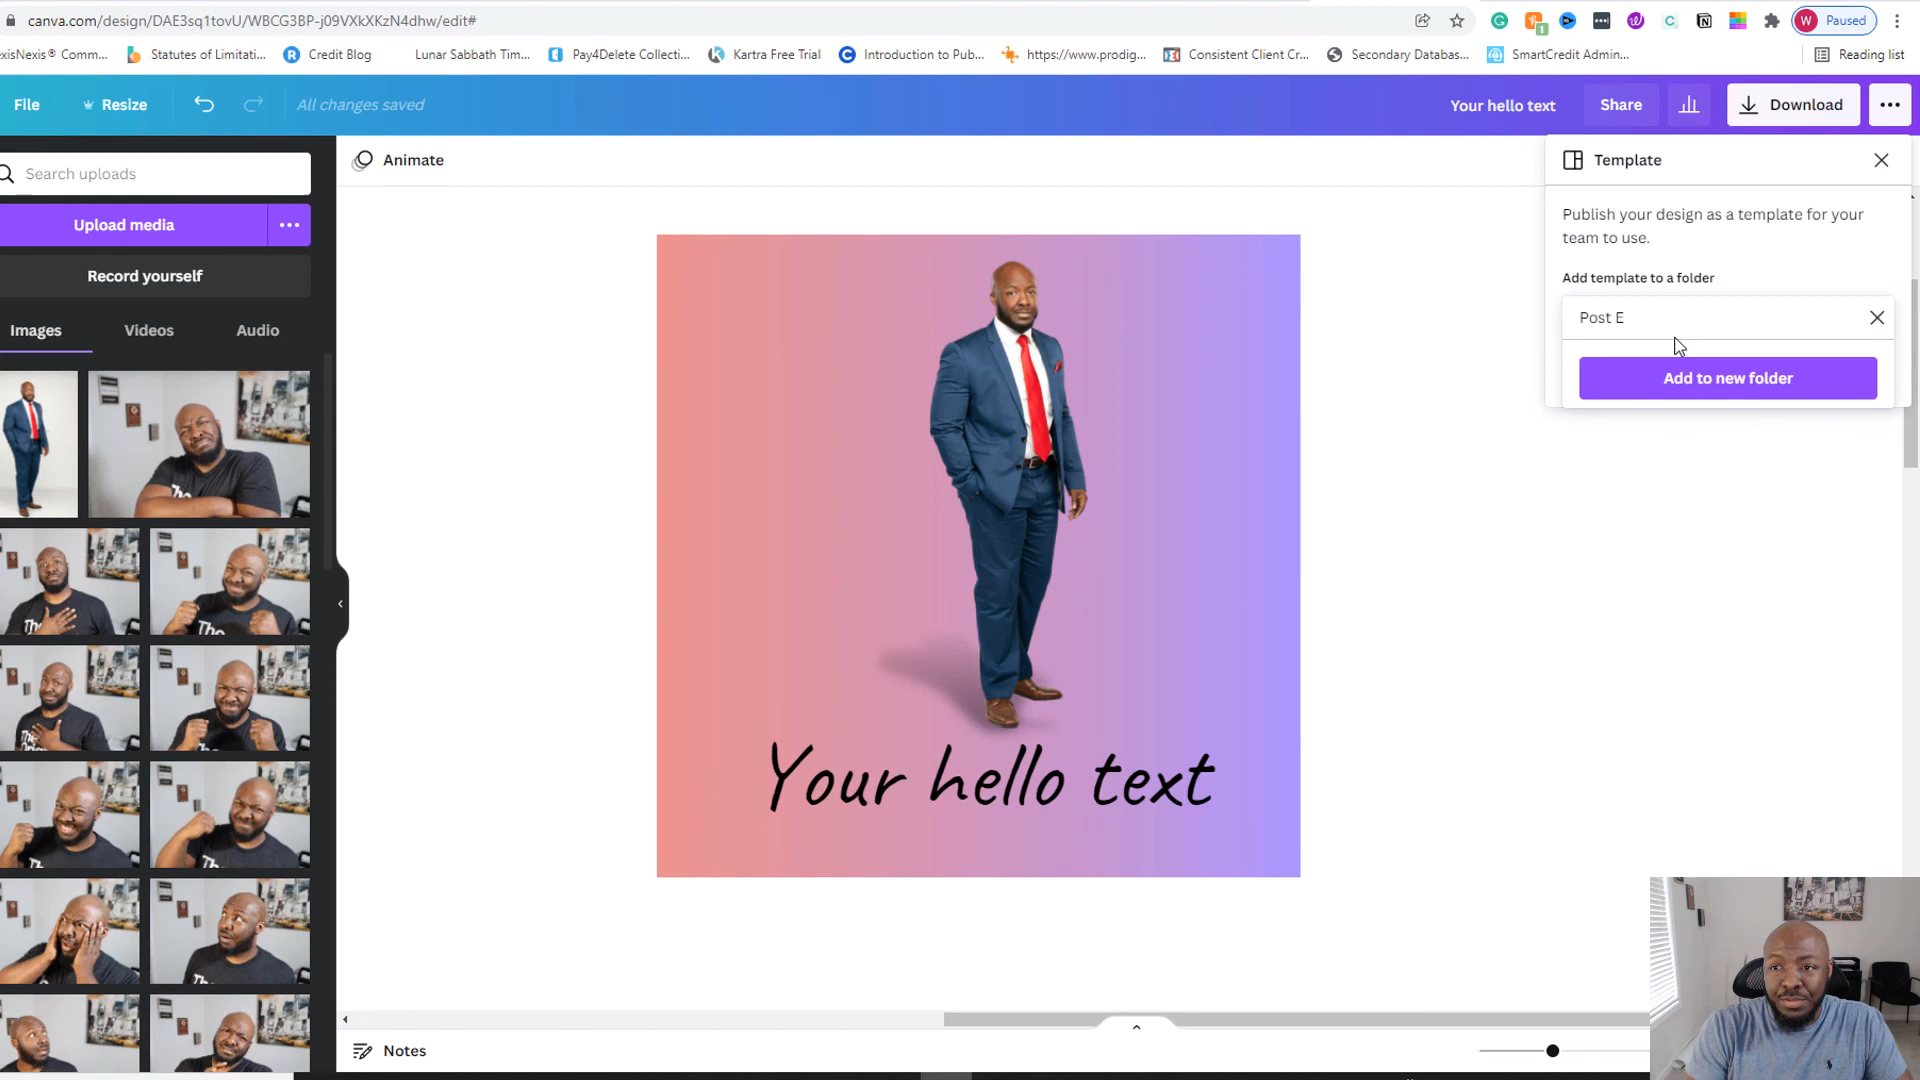 canva.com/design/DAE3sq1tovU/WBCG3BP-j09VXkXKzN4dhw/edit#
1
W
Paused
exisNexis® Comm...
Statutes of Limitati...
Credit Blog
Lunar Sabbath Tim...
Pay4Delete Collecti...
Kartra Free Trial
Introduction to Pub...
https://www.prodig...
Consistent Client Cr...
Secondary Databas...
SmartCredit Admin...
Reading list
File
Resize
All changes saved
Your hello text
Share
Download
Search uploads
Animate
Template
Upload media
Publish your design as a template for your
team to use.
Record yourself
Add template to a folder
Images
Videos
Audio
Post E
Add to new folder
Your hello text
Notes